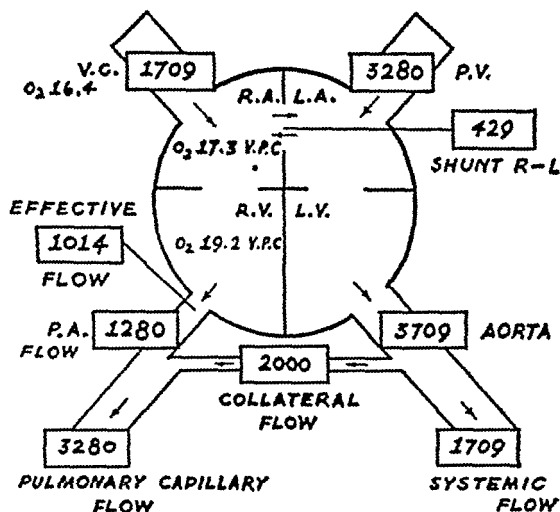 V.C. 1709
O₂ 16.4
3280 P.V.
R.A. L.A.
429
SHUNT R-L
O₂ 17.3 V.P.C
R.V. L.V.
O₂ 19.2 V.P.C
EFFECTIVE
1014
FLOW
P.A. 1280
FLOW
3709 AORTA
2000
COLLATERAL
FLOW
3280
PULMONARY CAPILLARY
FLOW
1709
SYSTEMIC
FLOW